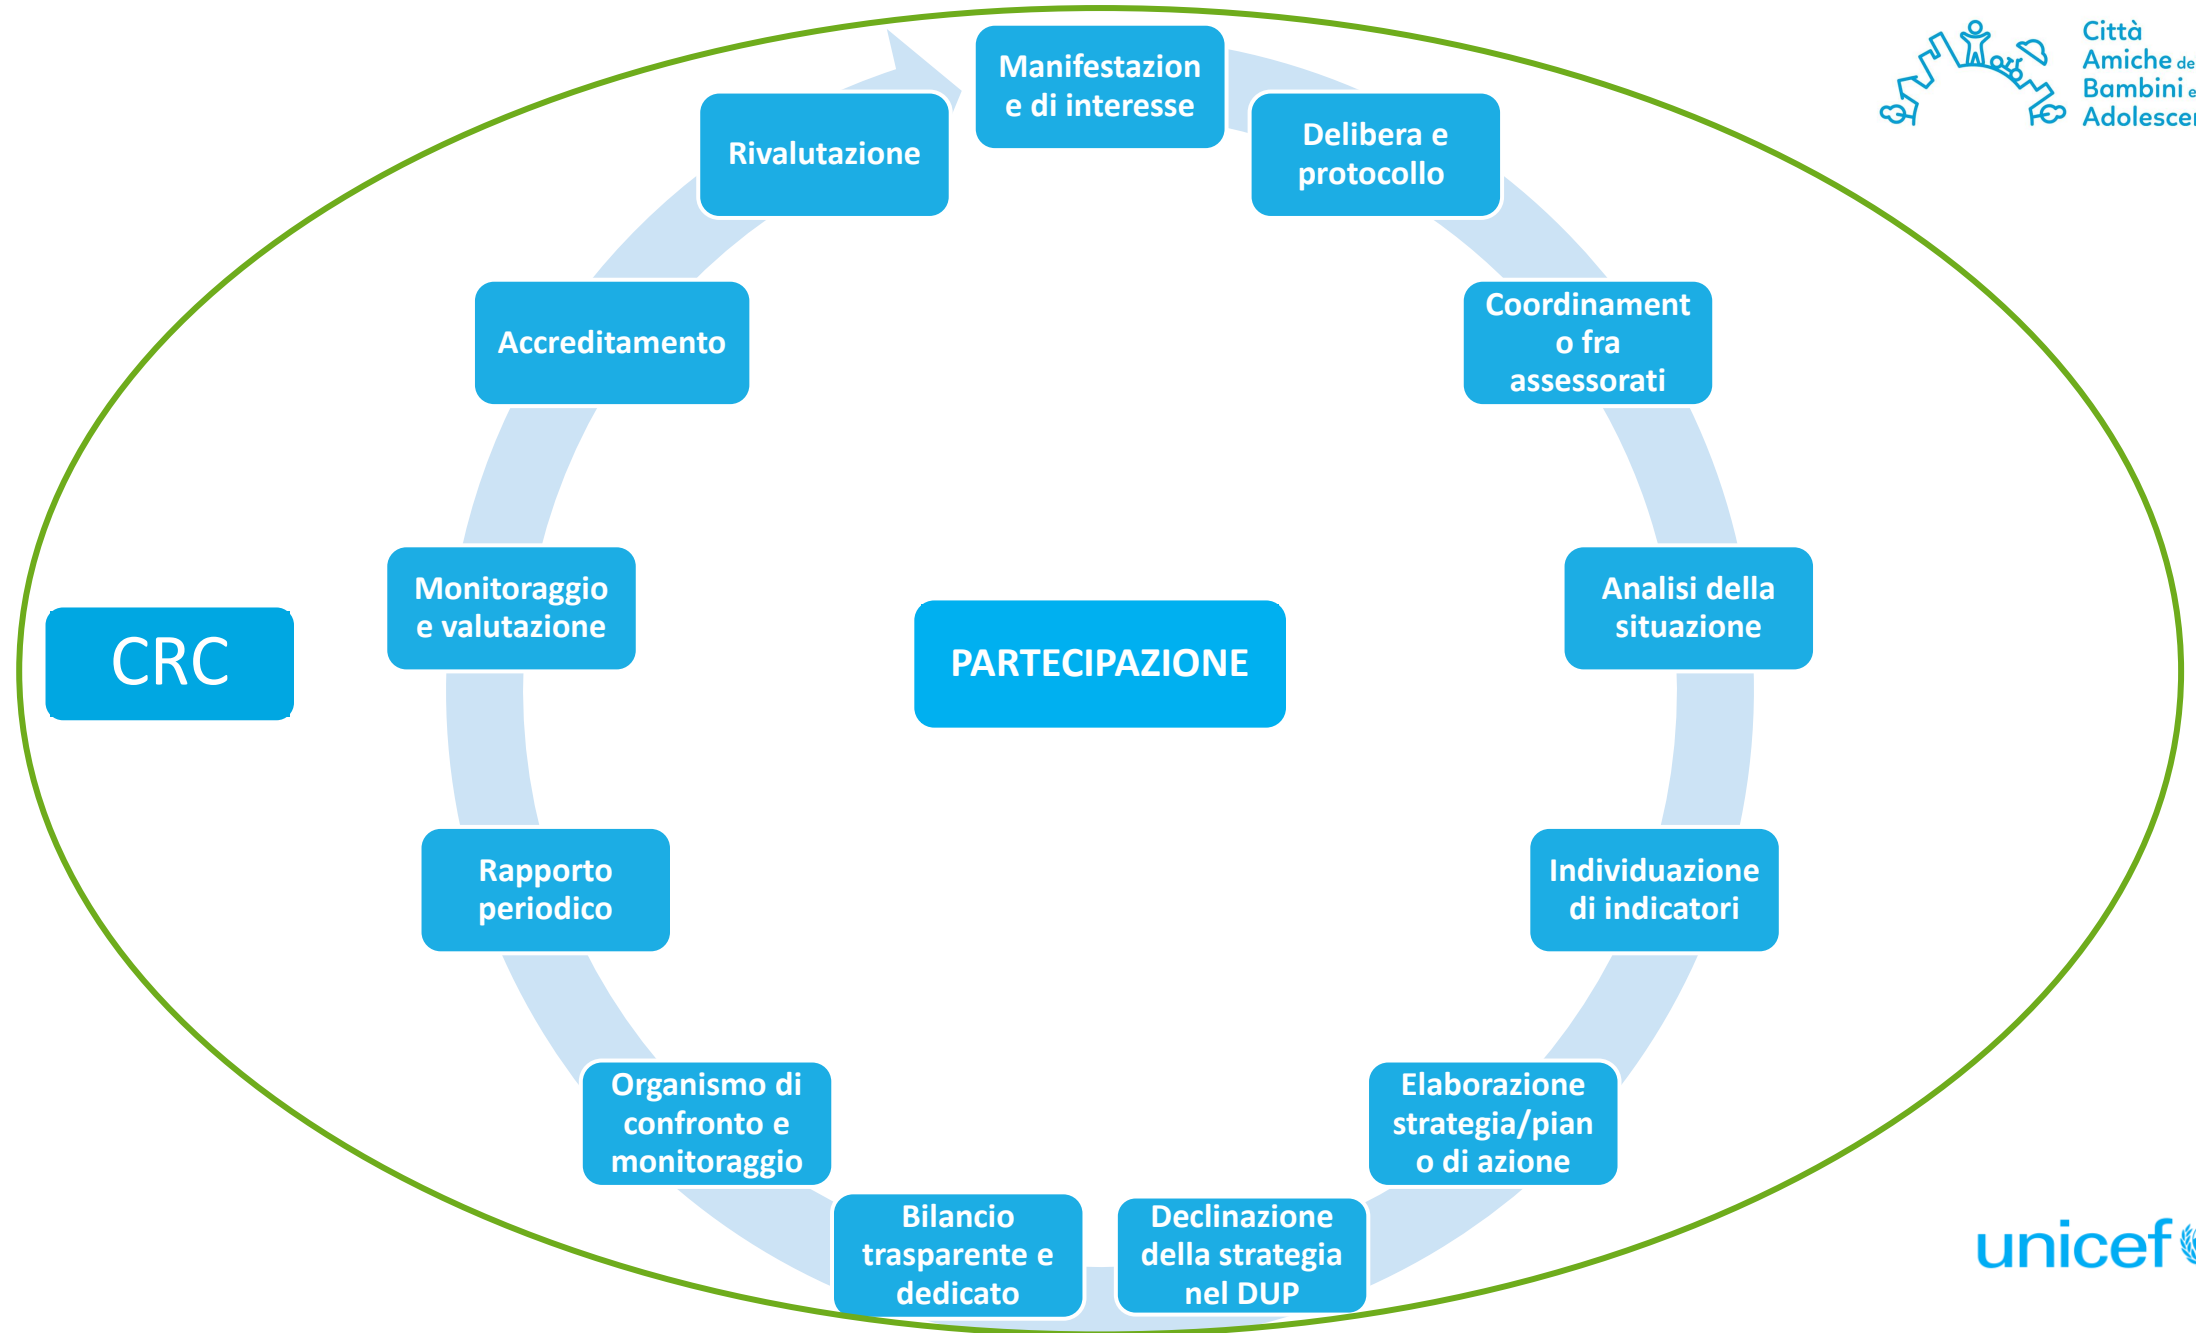 Città
Amiche de
Bambini e
Adolescen
Manifestazion
e di interesse
Delibera e
protocollo
Coordinament
o fra
assessorati
Analisi della
situazione
Individuazione
di indicatori
Elaborazione
strategia/pian
o di azione
Declinazione
della strategia
nel DUP
Bilancio
trasparente e
dedicato
Organismo di
confronto e
monitoraggio
Rapporto
periodico
Monitoraggio
e valutazione
Accreditamento
Rivalutazione
CRC
PARTECIPAZIONE
unicef